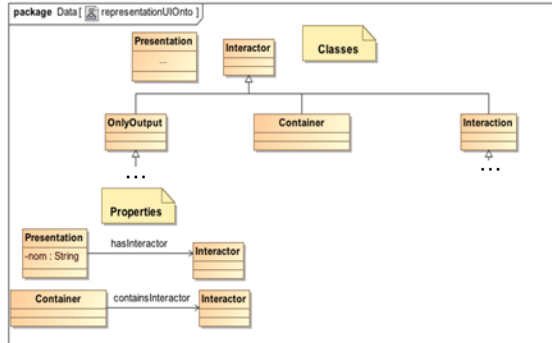 package Data [ representationUIOnto ]
Presentation
...
Interactor
Classes
OnlyOutput
Container
Interaction
...
...
Properties
Presentation
-nom : String
hasInteractor
Interactor
Container
containsInteractor
Interactor